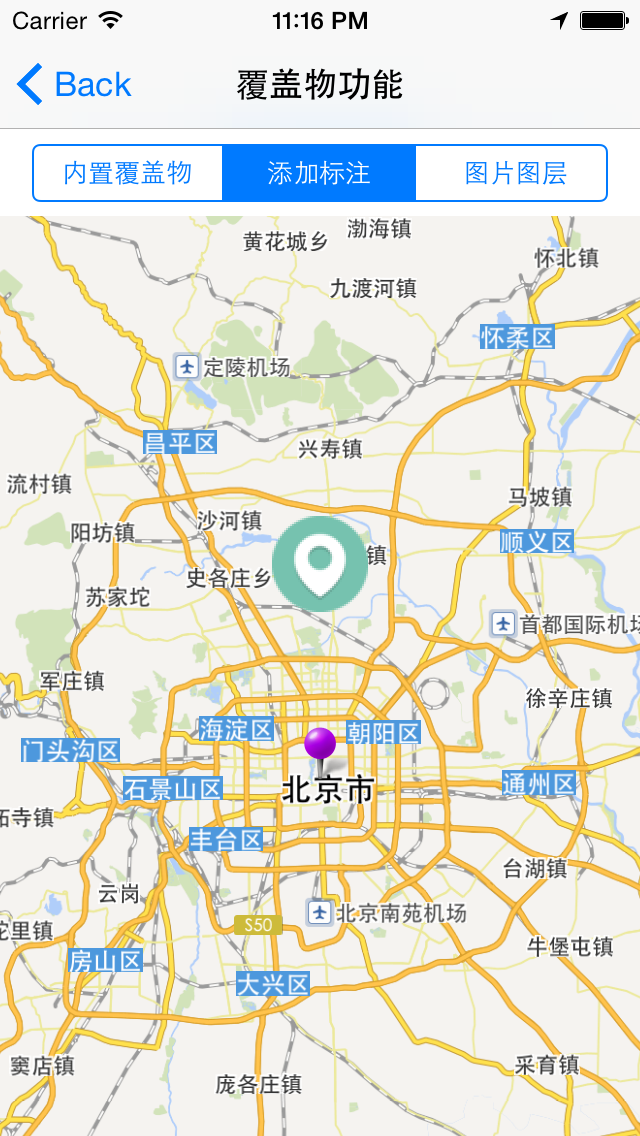 Carrier 11:16 PM
Back 覆盖物功能
内置覆盖物 添加标注 图片图层
渤海镇
黄花城乡
怀北镇
九渡河镇
怀柔区
定陵机场
昌平区
兴寿镇
流村镇
马坡镇
沙河镇
阳坊镇
顺义区
镇
史各庄乡
苏家坨
首都国际机场
军庄镇
徐辛庄镇
海淀区
朝阳区
门头沟区
通州区
石景山区
北京市
丰台区
台湖镇
云岗
北京南苑机场
S50
牛堡屯镇
房山区
大兴区
窦店镇
采育镇
庞各庄镇